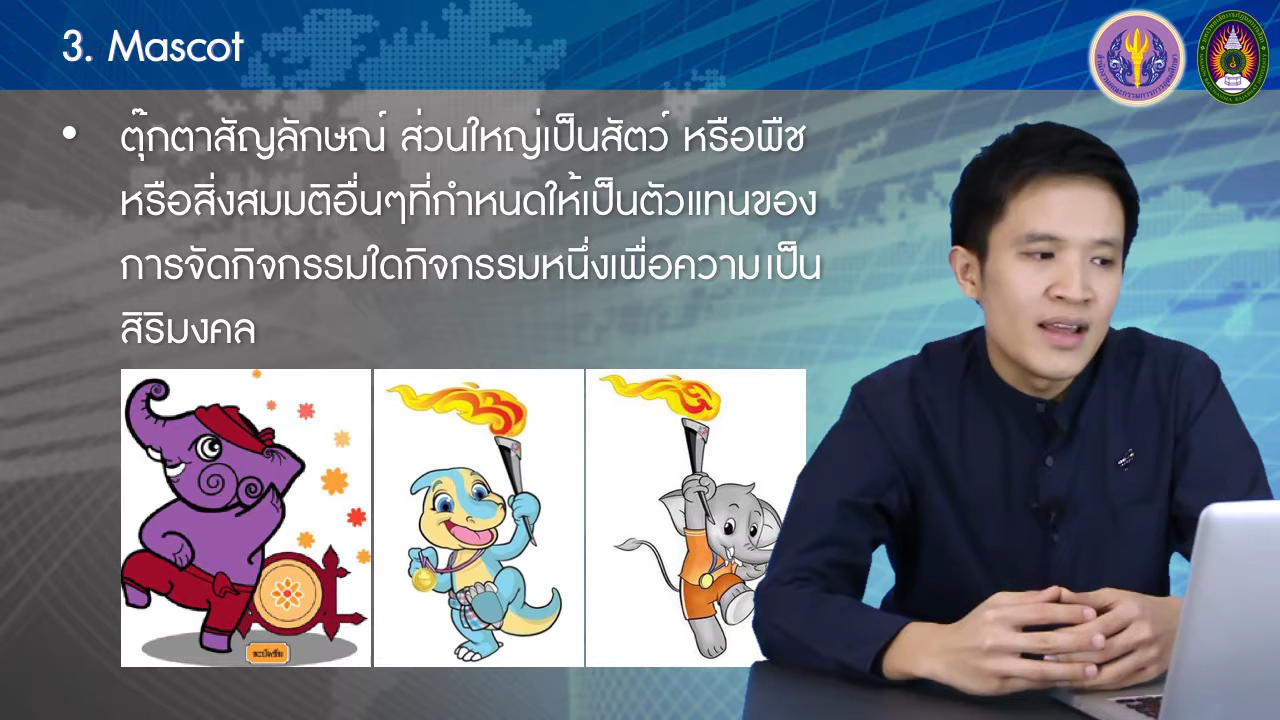 3. Mascot
• ตุ๊กตาสัญลักษณ์ ส่วนใหญ่เป็นสัตว์ หรือพืช
หรือสิ่งสมมติอื่นๆที่กำหนดให้เป็นตัวแทนของ
การจัดกิจกรรมใดกิจกรรมหนึ่งเพื่อความเป็น
สิริมงคล